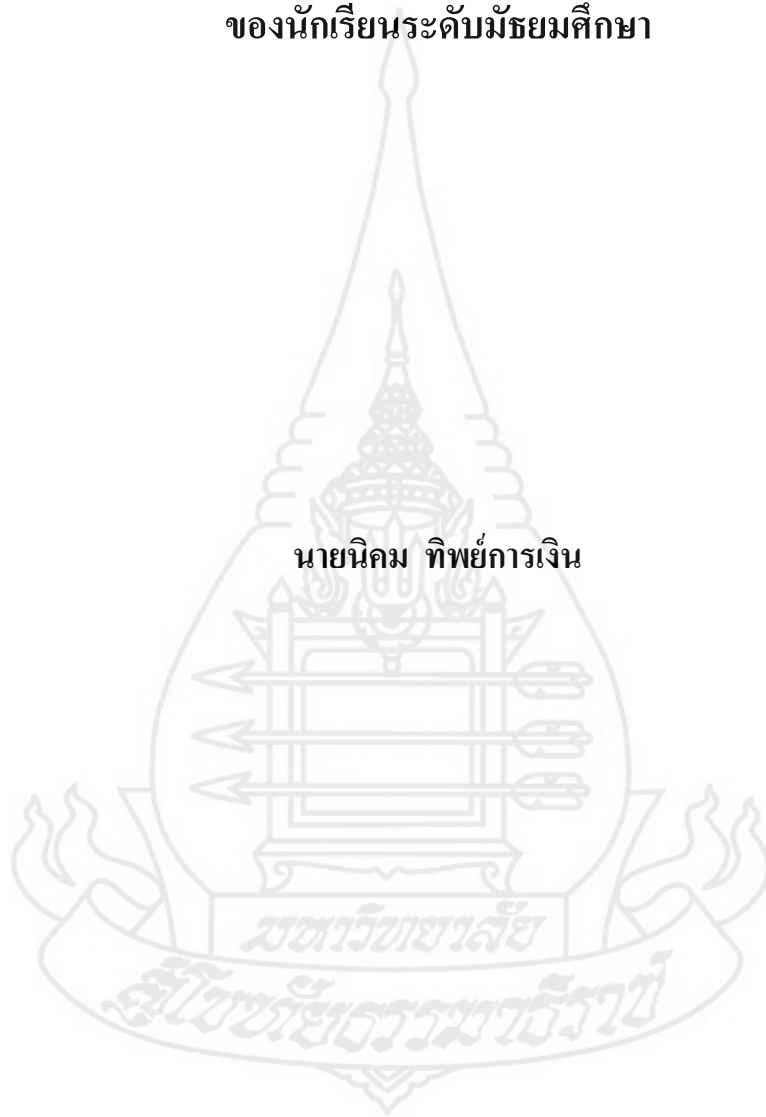 ของนักเรียนระดับมัธยมศึกษา
นายนิคม ทิพย์การเงิน
มหาวิทยาลัย
สุโขทัยธรรมาธิราช